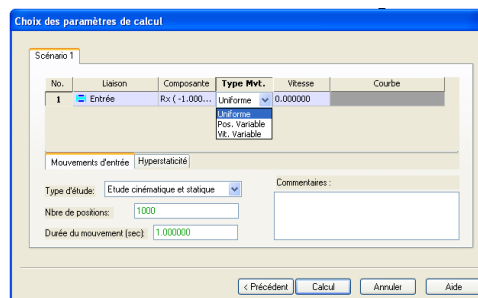 Choix des paramètres de calcul
Scénario 1
No. Liaison Composante Type Mvt. Vitesse Courbe
1 Entrée Rx ( -1.000... Uniforme 0.000000
Uniforme
Pos. Variable
Vit. Variable
Mouvements d'entrée Hyperstaticité
Type d'étude: Etude cinématique et statique Commentaires :
Nbre de positions: 1000
Durée du mouvement (sec): 1.000000
< Précédent Calcul Annuler Aide